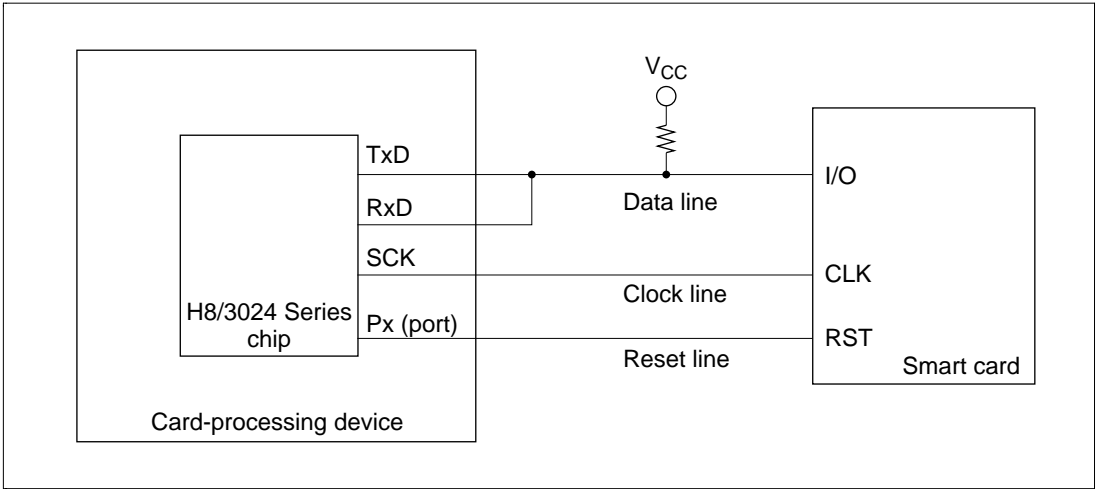 VCC
TxD
I/O
Data line
RxD
SCK
CLK
Clock line
H8/3024 Series
chip
Px (port)
RST
Reset line
Smart card
Card-processing device